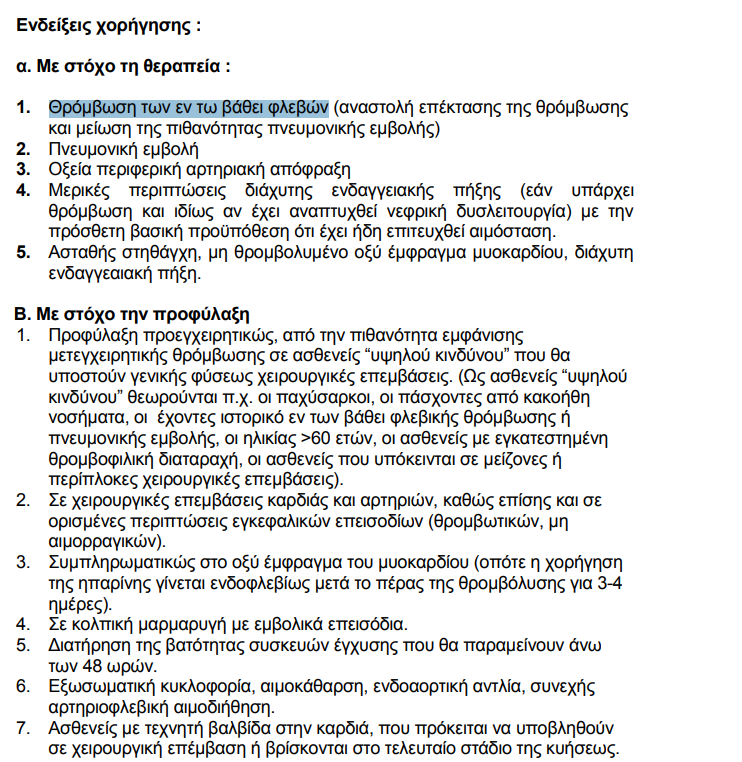 Ενδείξεις χορήγησης :
α. Με στόχο τη θεραπεία :
1. Θρόμβωση των εν τω βάθει φλεβών (αναστολή επέκτασης της θρόμβωσης
και μείωση της πιθανότητας πνευμονικής εμβολής)
2. Πνευμονική εμβολή
3. Οξεία περιφερική αρτηριακή απόφραξη
4. Μερικές περιπτώσεις διάχυτης ενδαγγειακής πήξης (εάν υπάρχει
θρόμβωση και ιδίως αν έχει αναπτυχθεί νεφρική δυσλειτουργία) με την
πρόσθετη βασική προϋπόθεση ότι έχει ήδη επιτευχθεί αιμόσταση.
5. Ασταθής στηθάγχη, μη θρομβολυμένο οξύ έμφραγμα μυοκαρδίου, διάχυτη
ενδαγγεαιακή πήξη.
Β. Με στόχο την προφύλαξη
1. Προφύλαξη προεγχειρητικώς, από την πιθανότητα εμφάνισης
μετεγχειρητικής θρόμβωσης σε ασθενείς “υψηλού κινδύνου” που θα
υποστούν γενικής φύσεως χειρουργικές επεμβάσεις. (Ως ασθενείς “υψηλού
κινδύνου” θεωρούνται π.χ. οι παχύσαρκοι, οι πάσχοντες από κακοήθη
νοσήματα, οι έχοντες ιστορικό εν των βάθει φλεβικής θρόμβωσης ή
πνευμονικής εμβολής, οι ηλικίας >60 ετών, οι ασθενείς με εγκατεστημένη
θρομβοφιλική διαταραχή, οι ασθενείς που υπόκεινται σε μείζονες ή
περίπλοκες χειρουργικές επεμβάσεις).
2. Σε χειρουργικές επεμβάσεις καρδιάς και αρτηριών, καθώς επίσης και σε
ορισμένες περιπτώσεις εγκεφαλικών επεισοδίων (θρομβωτικών, μη
αιμορραγικών).
3. Συμπληρωματικώς στο οξύ έμφραγμα του μυοκαρδίου (οπότε η χορήγηση
της ηπαρίνης γίνεται ενδοφλεβίως μετά το πέρας της θρομβόλυσης για 3-4
ημέρες).
4. Σε κολπική μαρμαρυγή με εμβολικά επεισόδια.
5. Διατήρηση της βατότητας συσκευών έγχυσης που θα παραμείνουν άνω
των 48 ωρών.
6. Εξωσωματική κυκλοφορία, αιμοκάθαρση, ενδοαορτική αντλία, συνεχής
αρτηριοφλεβική αιμοδιήθηση.
7. Ασθενείς με τεχνητή βαλβίδα στην καρδιά, που πρόκειται να υποβληθούν
σε χειρουργική επέμβαση ή βρίσκονται στο τελευταίο στάδιο της κυήσεως.